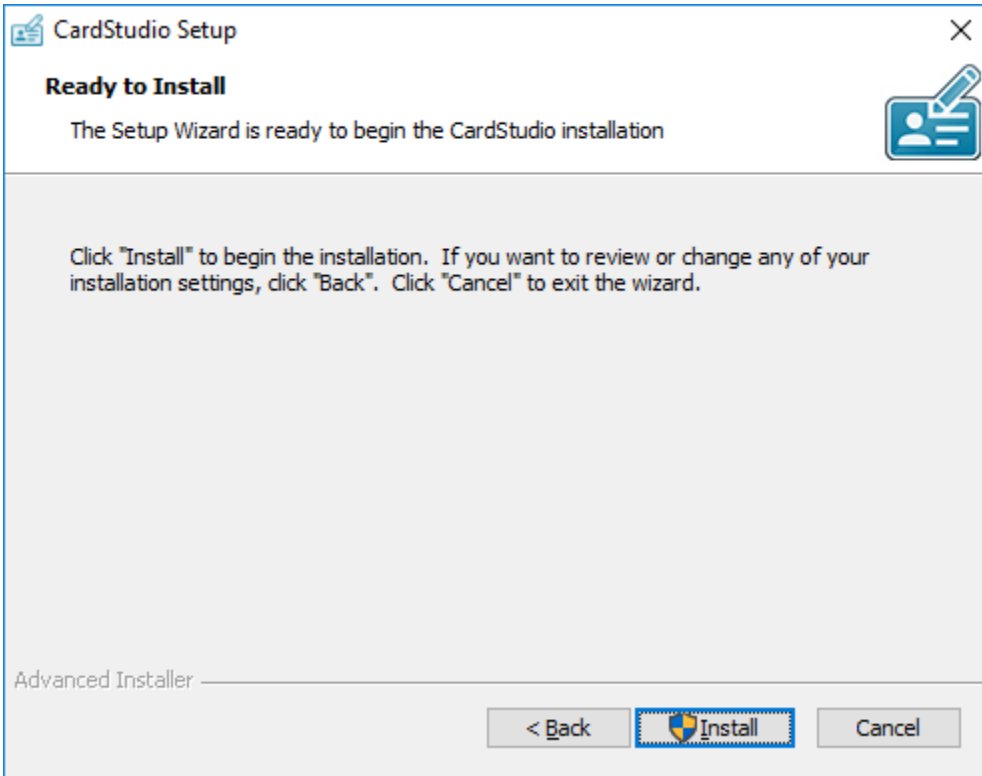 CardStudio Setup
Ready to Install
The Setup Wizard is ready to begin the CardStudio installation
Click "Install" to begin the installation.  If you want to review or change any of your
installation settings, click "Back".  Click "Cancel" to exit the wizard.
Advanced Installer
< Back
Install
Cancel